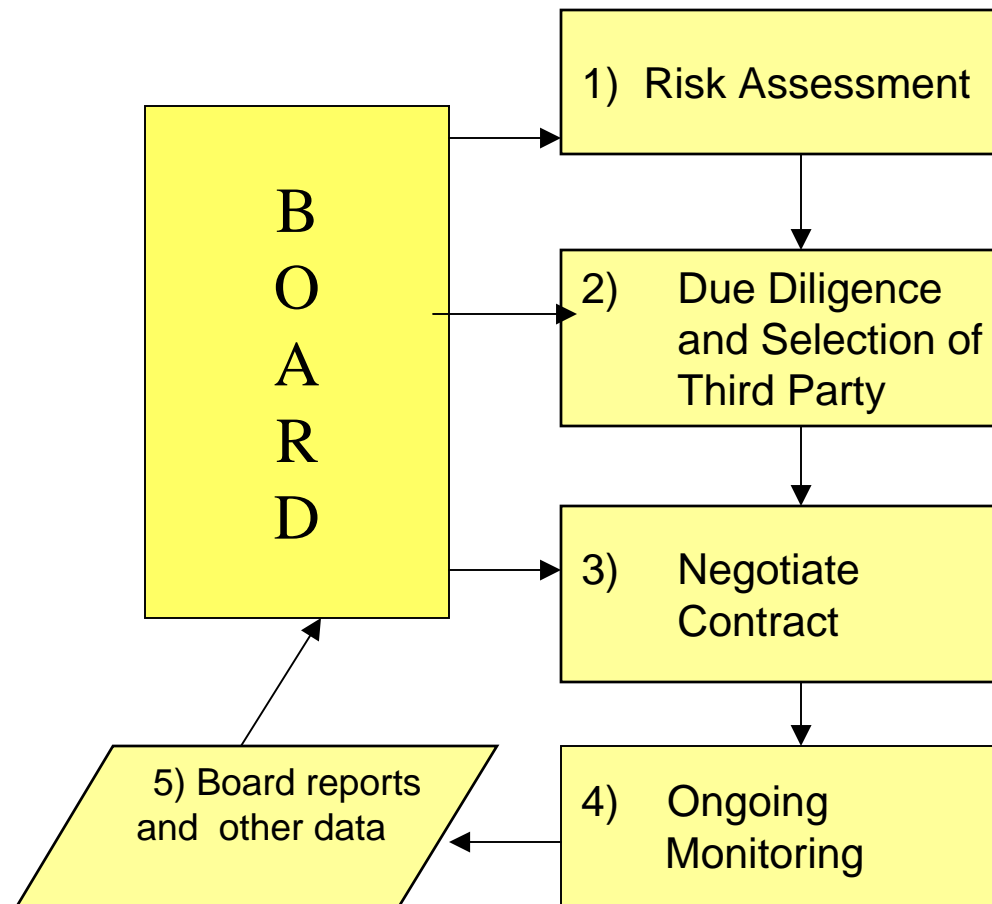 B
O
A
R
D
1) Risk Assessment
2) Due Diligence
and Selection of
Third Party
3) Negotiate
Contract
4) Ongoing
Monitoring
5) Board reports
and other data